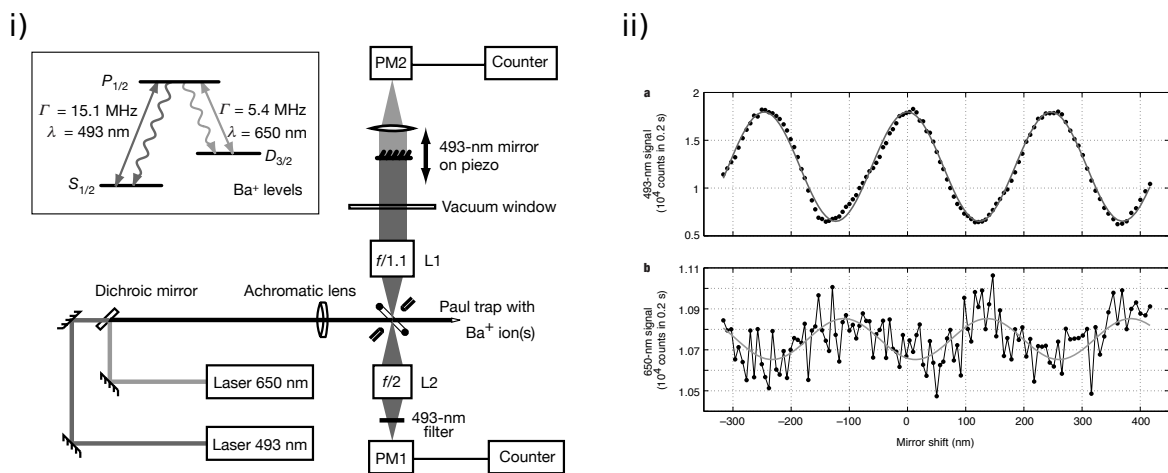 i)
P1/2
Γ = 15.1 MHz
λ = 493 nm
Γ = 5.4 MHz
λ = 650 nm
D3/2
S1/2
Ba+ levels
PM2
Counter
493-nm mirror
on piezo
Vacuum window
f/1.1
L1
Dichroic mirror
Achromatic lens
Paul trap with
Ba+ ion(s)
Laser 650 nm
f/2
L2
493-nm
filter
Laser 493 nm
PM1
Counter
ii)
a
493-nm signal
(10^4 counts in 0.2 s)
2
1.5
1
0.5
b
650-nm signal
(10^4 counts in 0.2 s)
1.11
1.09
1.07
1.05
−300
−200
−100
0
100
200
300
400
Mirror shift (nm)